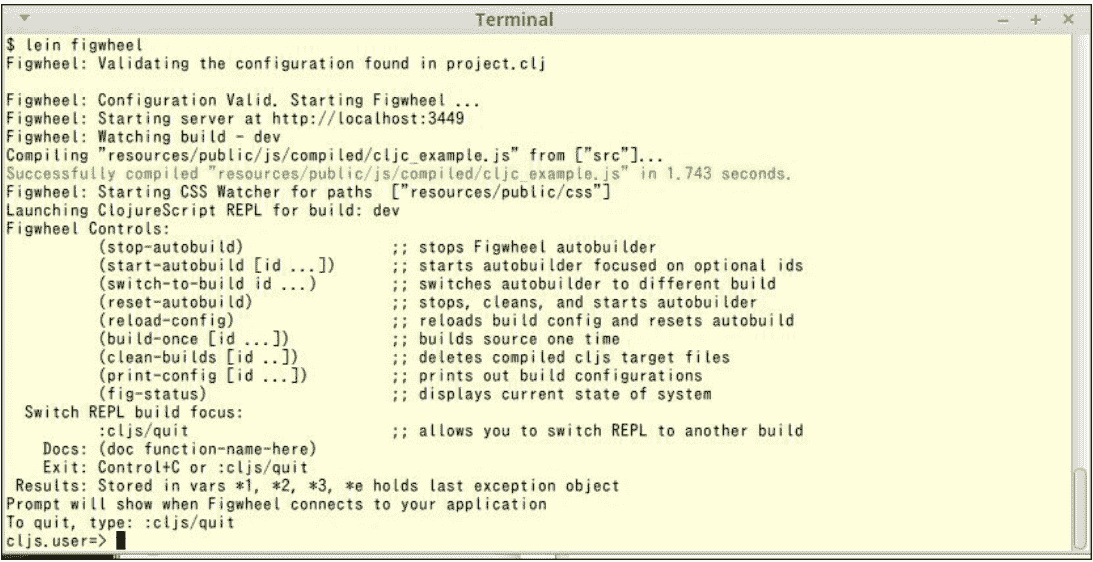 Terminal
$ lein figwheel
Figwheel: Validating the configuration found in project.clj
Figwheel: Configuration Valid. Starting Figwheel ...
Figwheel: Starting server at http://localhost:3449
Figwheel: Watching build - dev
Compiling "resources/public/js/compiled/cljc_example.js" from ["src"]...
Successfully compiled "resources/public/js/compiled/cljc_example.js" in 1.743 seconds.
Figwheel: Starting CSS Watcher for paths  ["resources/public/css"]
Launching ClojureScript REPL for build: dev
Figwheel Controls:
          (stop-autobuild)                ;; stops Figwheel autobuilder
          (start-autobuild [id ...])      ;; starts autobuilder focused on optional ids
          (switch-to-build id ...)        ;; switches autobuilder to different build
          (reset-autobuild)               ;; stops, cleans, and starts autobuilder
          (reload-config)                 ;; reloads build config and resets autobuild
          (build-once [id ...])           ;; builds source one time
          (clean-builds [id ..])          ;; deletes compiled cljs target files
          (print-config [id ...])         ;; prints out build configurations
          (fig-status)                    ;; displays current state of system
  Switch REPL build focus:
          :cljs/quit                      ;; allows you to switch REPL to another build
    Docs: (doc function-name-here)
    Exit: Control+C or :cljs/quit
 Results: Stored in vars *1, *2, *3, *e holds last exception object
Prompt will show when Figwheel connects to your application
To quit, type: :cljs/quit
cljs.user=>